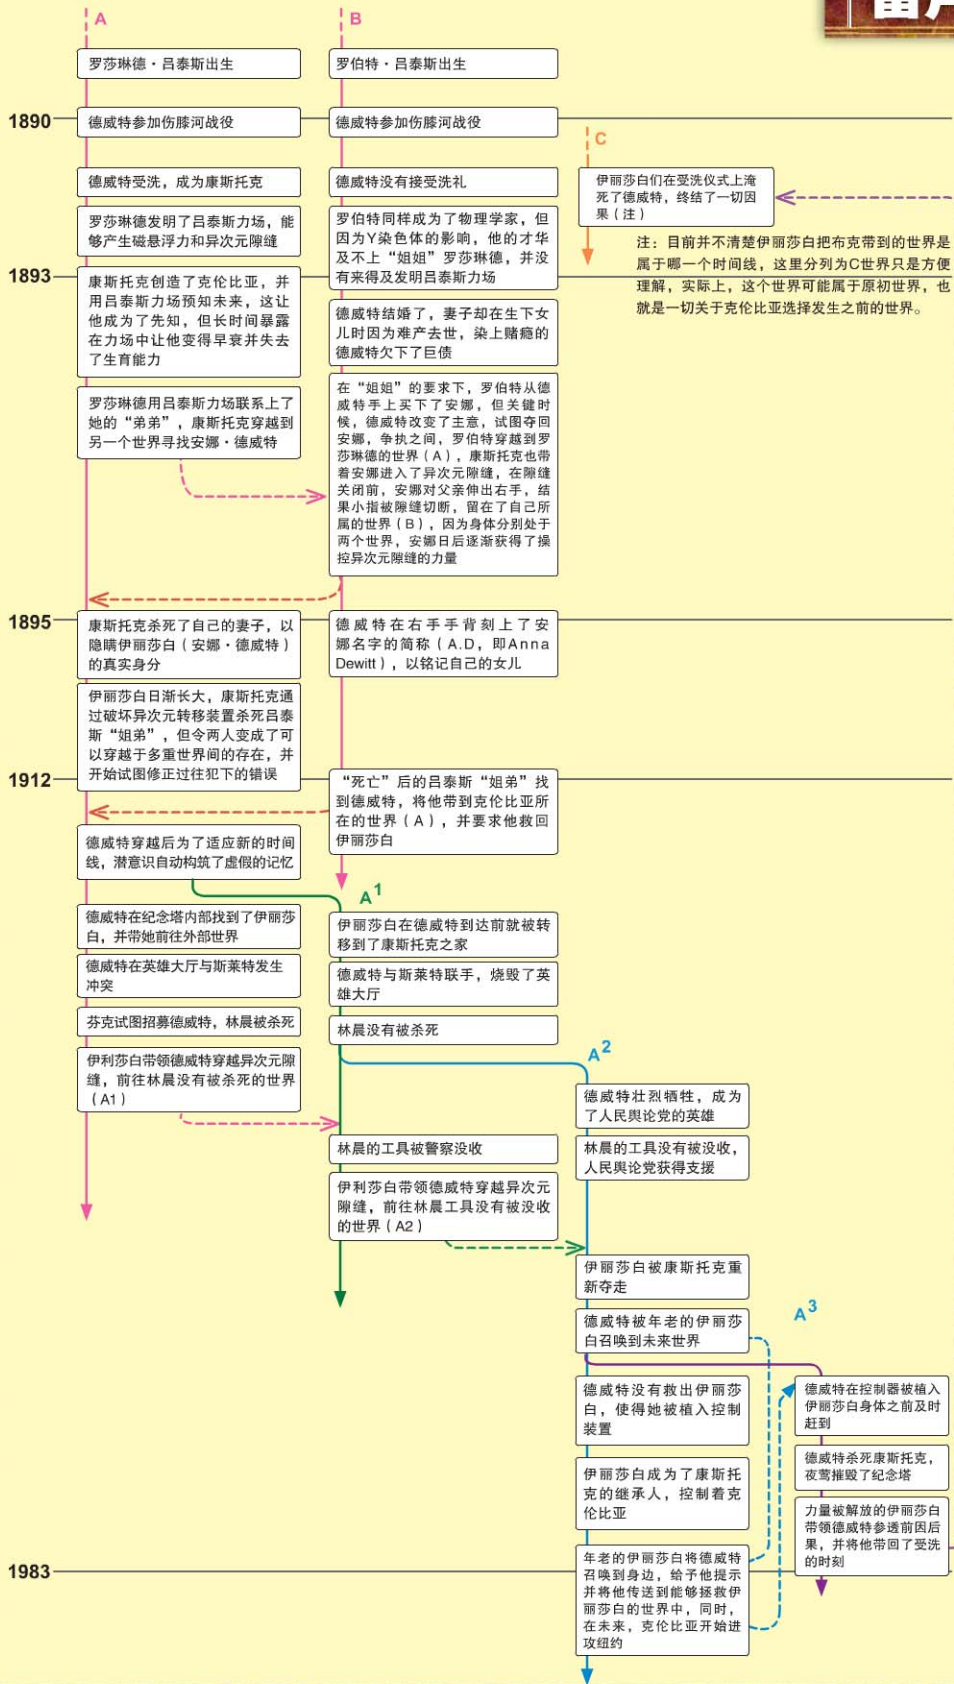 A
B
罗莎琳德·吕泰斯出生
罗伯特·吕泰斯出生
1890
德威特参加伤膝河战役
德威特参加伤膝河战役
C
德威特受洗，成为康斯托克
德威特没有接受洗礼
伊丽莎白们在受洗仪式上淹
死了德威特，终结了一切因
果（注）
罗莎琳德发明了吕泰斯力场，能
够产生磁悬浮力和异次元隙缝
罗伯特同样成为了物理学家，但
因为Y染色体的影响，他的才华
及不上“姐姐”罗莎琳德，并没
有来得及发明吕泰斯力场
注：目前并不清楚伊丽莎白把布克带到的世界是
属于哪一个时间线，这里分列为C世界只是方便
理解，实际上，这个世界可能属于原初世界，也
就是一切关于克伦比亚选择发生之前的世界。
1893
康斯托克创造了克伦比亚，并
用吕泰斯力场预知未来，这让
他成为了先知，但长时间暴露
在力场中让他变得早衰并失去
了生育能力
德威特结婚了，妻子却在生下女
儿时因为难产去世，染上赌瘾的
德威特欠下了巨债
罗莎琳德用吕泰斯力场联系上了
她的“弟弟”，康斯托克穿越到
另一个世界寻找安娜·德威特
在“姐姐”的要求下，罗伯特从德
威特手上买下了安娜，但关键时
候，德威特改变了主意，试图夺回
安娜，争执之间，罗伯特穿越到罗
莎琳德的世界（A），康斯托克也带
着安娜进入了异次元隙缝，在隙缝
关闭前，安娜对父亲伸出右手，结
果小指被隙缝切断，留在了自己所
属的世界（B），因为身体分别处于
两个世界，安娜日后逐渐获得了操
控异次元隙缝的力量
1895
康斯托克杀死了自己的妻子，以
隐瞒伊丽莎白（安娜·德威特）
的真实身分
德威特在右手手背刻上了安
娜名字的简称（A.D，即Anna
Dewitt），以铭记自己的女儿
伊丽莎白日渐长大，康斯托克通
过破坏异次元转移装置杀死吕泰
斯“姐弟”，但令两人变成了可
以穿越于多重世界间的存在，并
开始试图修正过往犯下的错误
1912
“死亡”后的吕泰斯“姐弟”找
到德威特，将他带到克伦比亚所
在的世界（A），并要求他救回
伊丽莎白
德威特穿越后为了适应新的时间
线，潜意识自动构筑了虚假的记忆
A1
德威特在纪念塔内部找到了伊丽莎
白，并带她前往外部世界
伊丽莎白在德威特到达前就被转
移到了康斯托克之家
德威特在英雄大厅与斯莱特发生
冲突
德威特与斯莱特联手，烧毁了英
雄大厅
芬克试图招募德威特，林晨被杀死
林晨没有被杀死
伊利莎白带领德威特穿越异次元隙
缝，前往林晨没有被杀死的世界
（A1）
A2
德威特壮烈牺牲，成为
了人民舆论党的英雄
林晨的工具被警察没收
林晨的工具没有被没收，
人民舆论党获得支援
伊利莎白带领德威特穿越异次元
隙缝，前往林晨工具没有被没收
的世界（A2）
伊丽莎白被康斯托克重
新夺走
A3
德威特被年老的伊丽莎
白召唤到未来世界
德威特没有救出伊丽莎
白，使得她被植入控制
装置
德威特在控制器被植入
伊丽莎白身体之前及时
赶到
德威特杀死康斯托克，
夜莺摧毁了纪念塔
伊丽莎白成为了康斯托
克的继承人，控制着克
伦比亚
力量被解放的伊丽莎白
带领德威特参透前因后
果，并将他带回了受洗
的时刻
1983
年老的伊丽莎白将德威特
召唤到身边，给予他提示
并将他传送到能够拯救伊
丽莎白的世界中，同时，
在未来，克伦比亚开始进
攻纽约